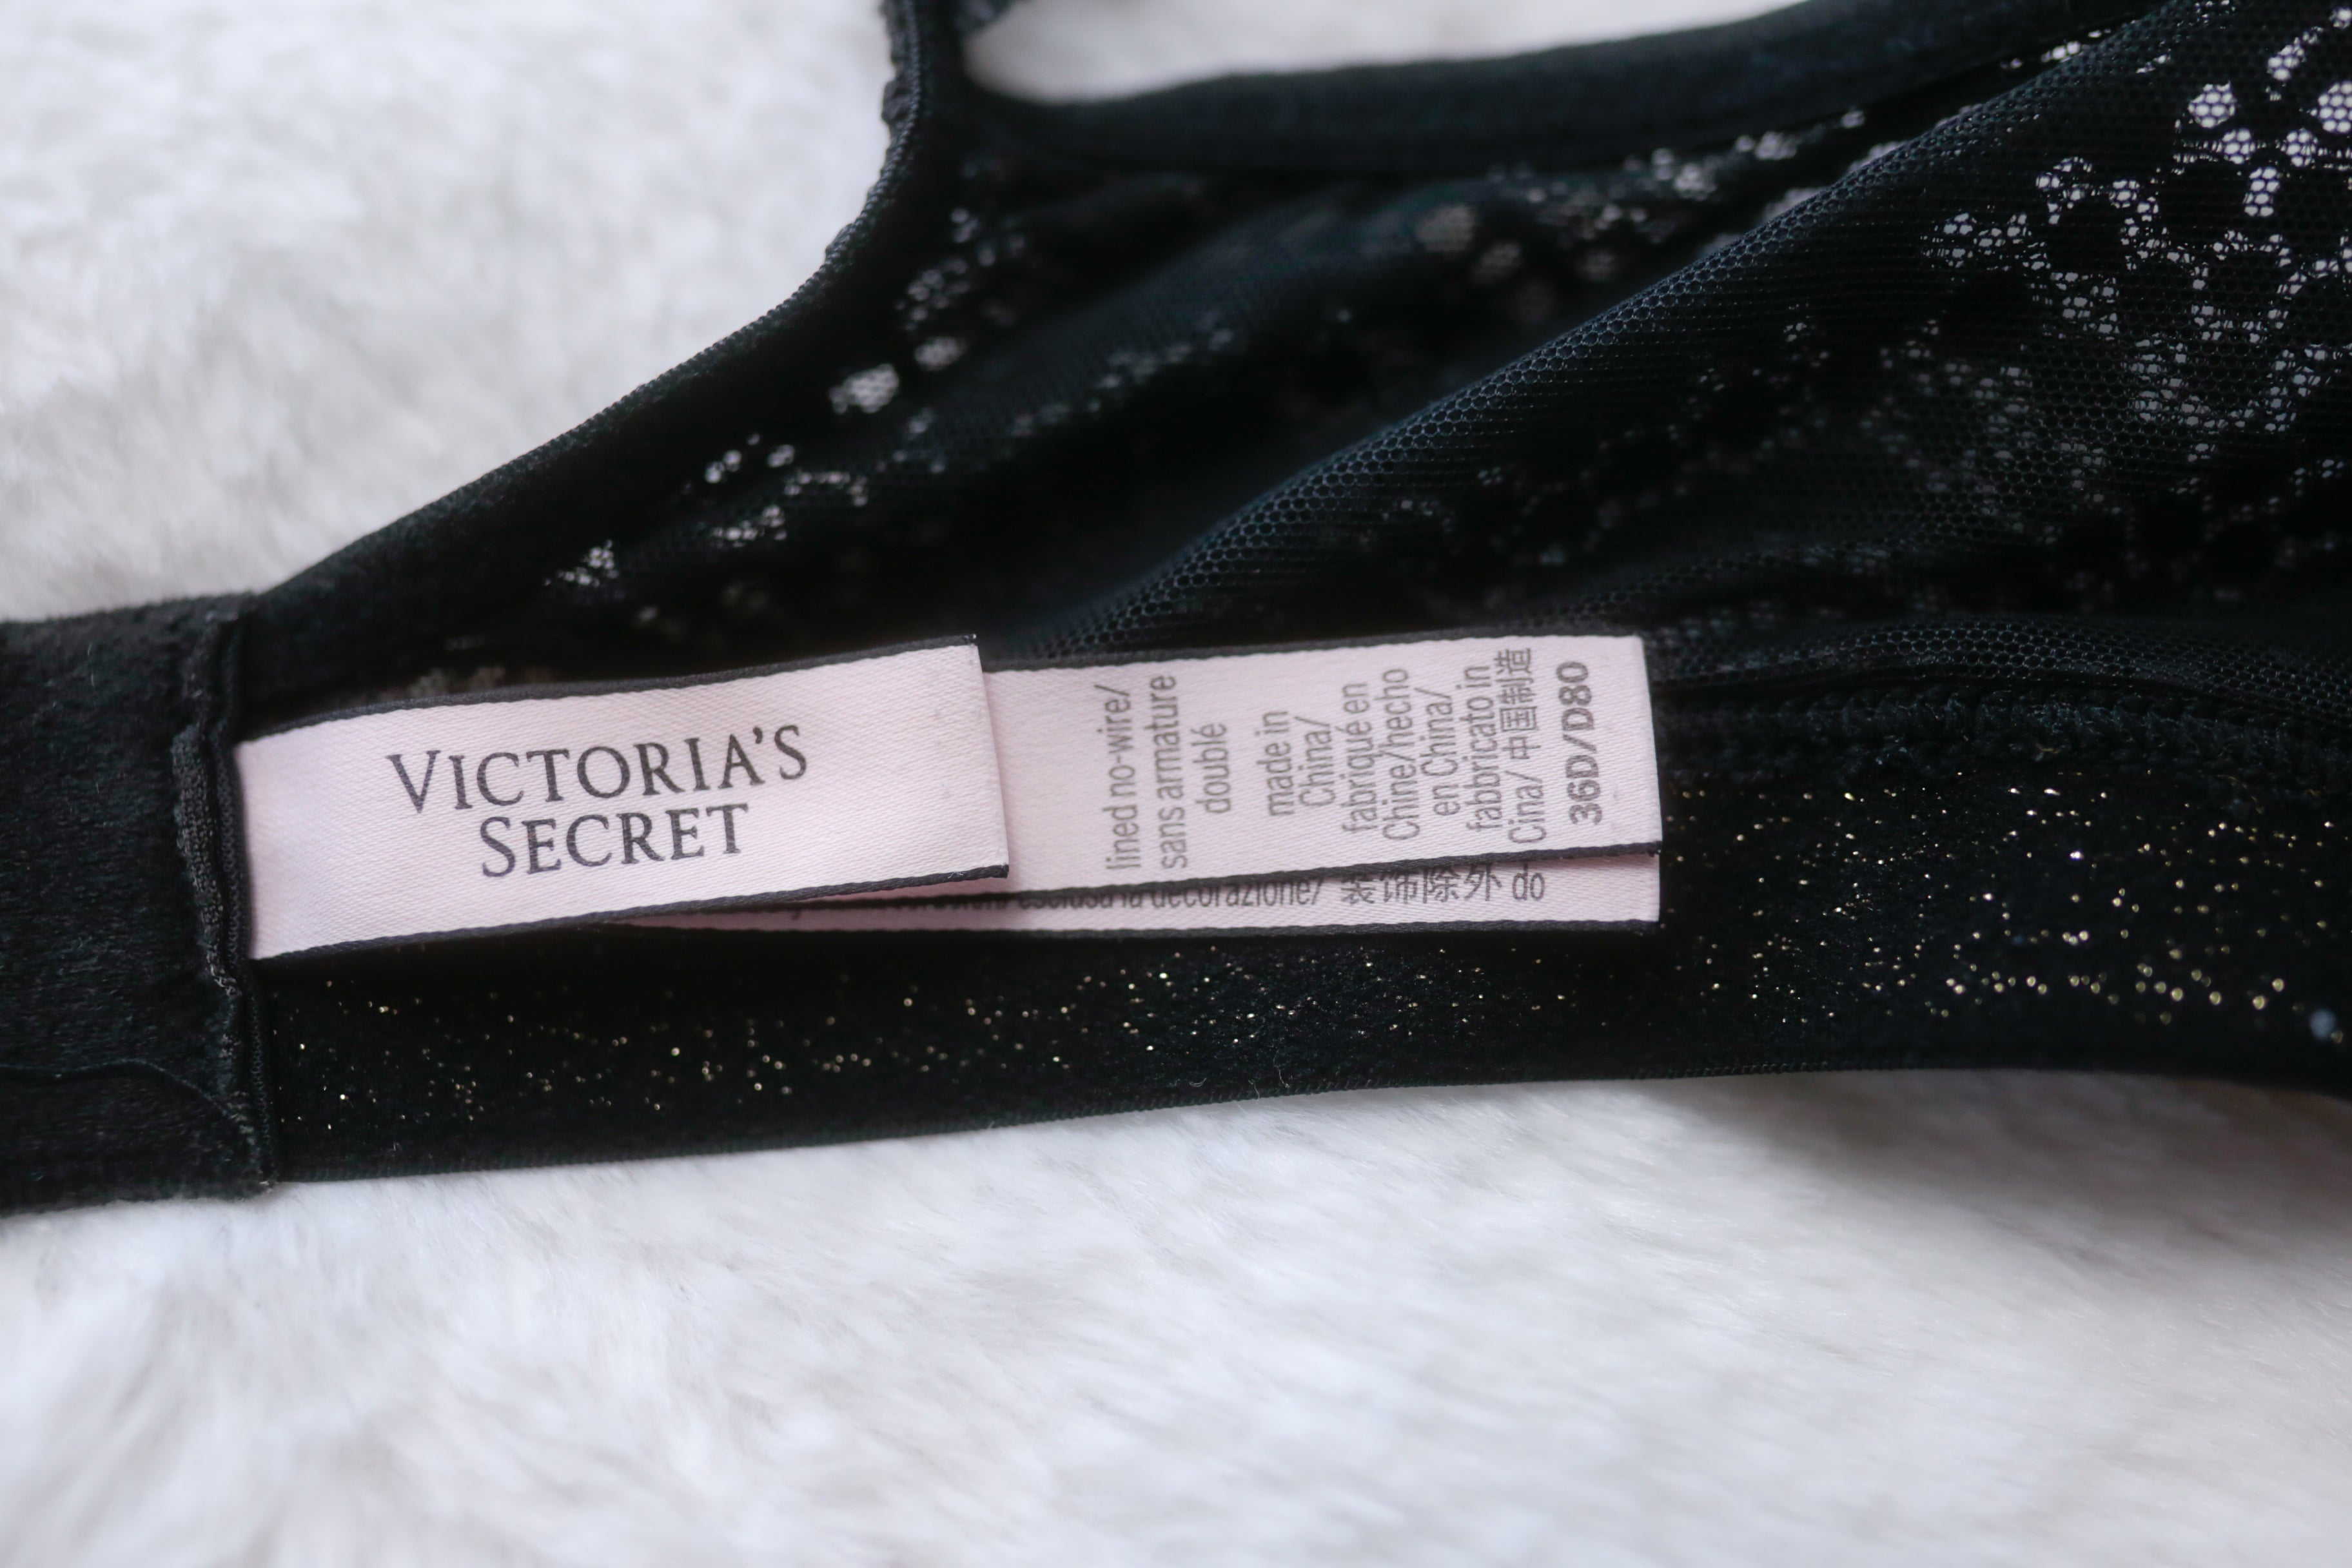 VICTORIA'S
SECRET
lined no-wire/
sans armature
doublé
made in
China/
fabriqué en
Chine/hecho
en China/
fabbricato in
Cina/ 中国制造
36D/D80
esclusa la decorazione/ 装饰除外 do